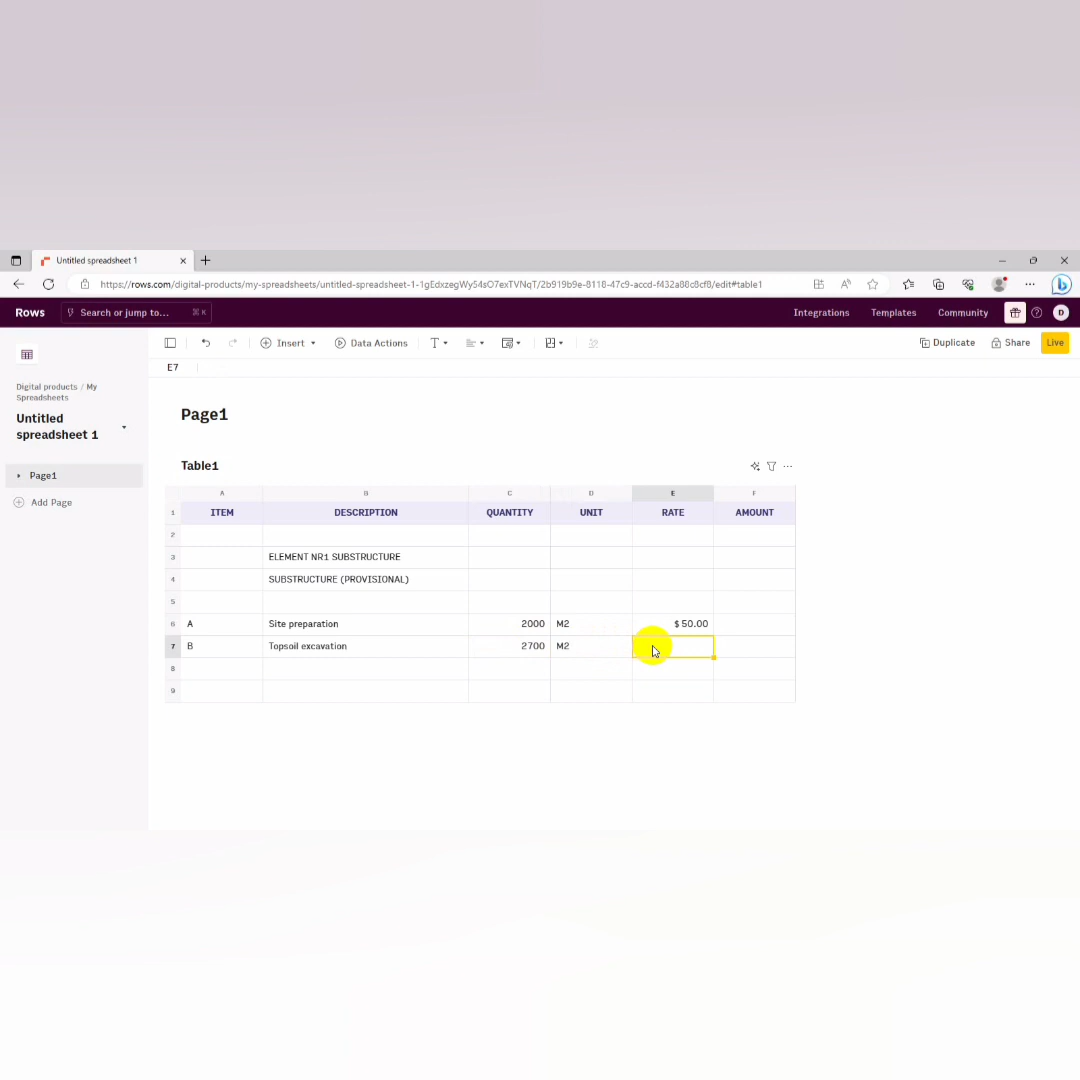 Untitled spreadsheet 1
https://rows.com/digital-products/my-spreadsheets/untitled-spreadsheet-1-1gEdxzegWy54sO7exTVNqT/2b919b9e-8118-47c9-accd-f432a88c8cf8/edit#table1
Rows Search or jump to... ⌘ K Integrations Templates Community ? D
Insert Data Actions T Duplicate Share Live
E7
Digital products / My
Spreadsheets
Untitled
spreadsheet 1
Page1
Add Page
Page1
Table1
A B C D E F
1 ITEM DESCRIPTION QUANTITY UNIT RATE AMOUNT
2
3 ELEMENT NR1 SUBSTRUCTURE
4 SUBSTRUCTURE (PROVISIONAL)
5
6 A Site preparation 2000 M2 $ 50.00
7 B Topsoil excavation 2700 M2
8
9